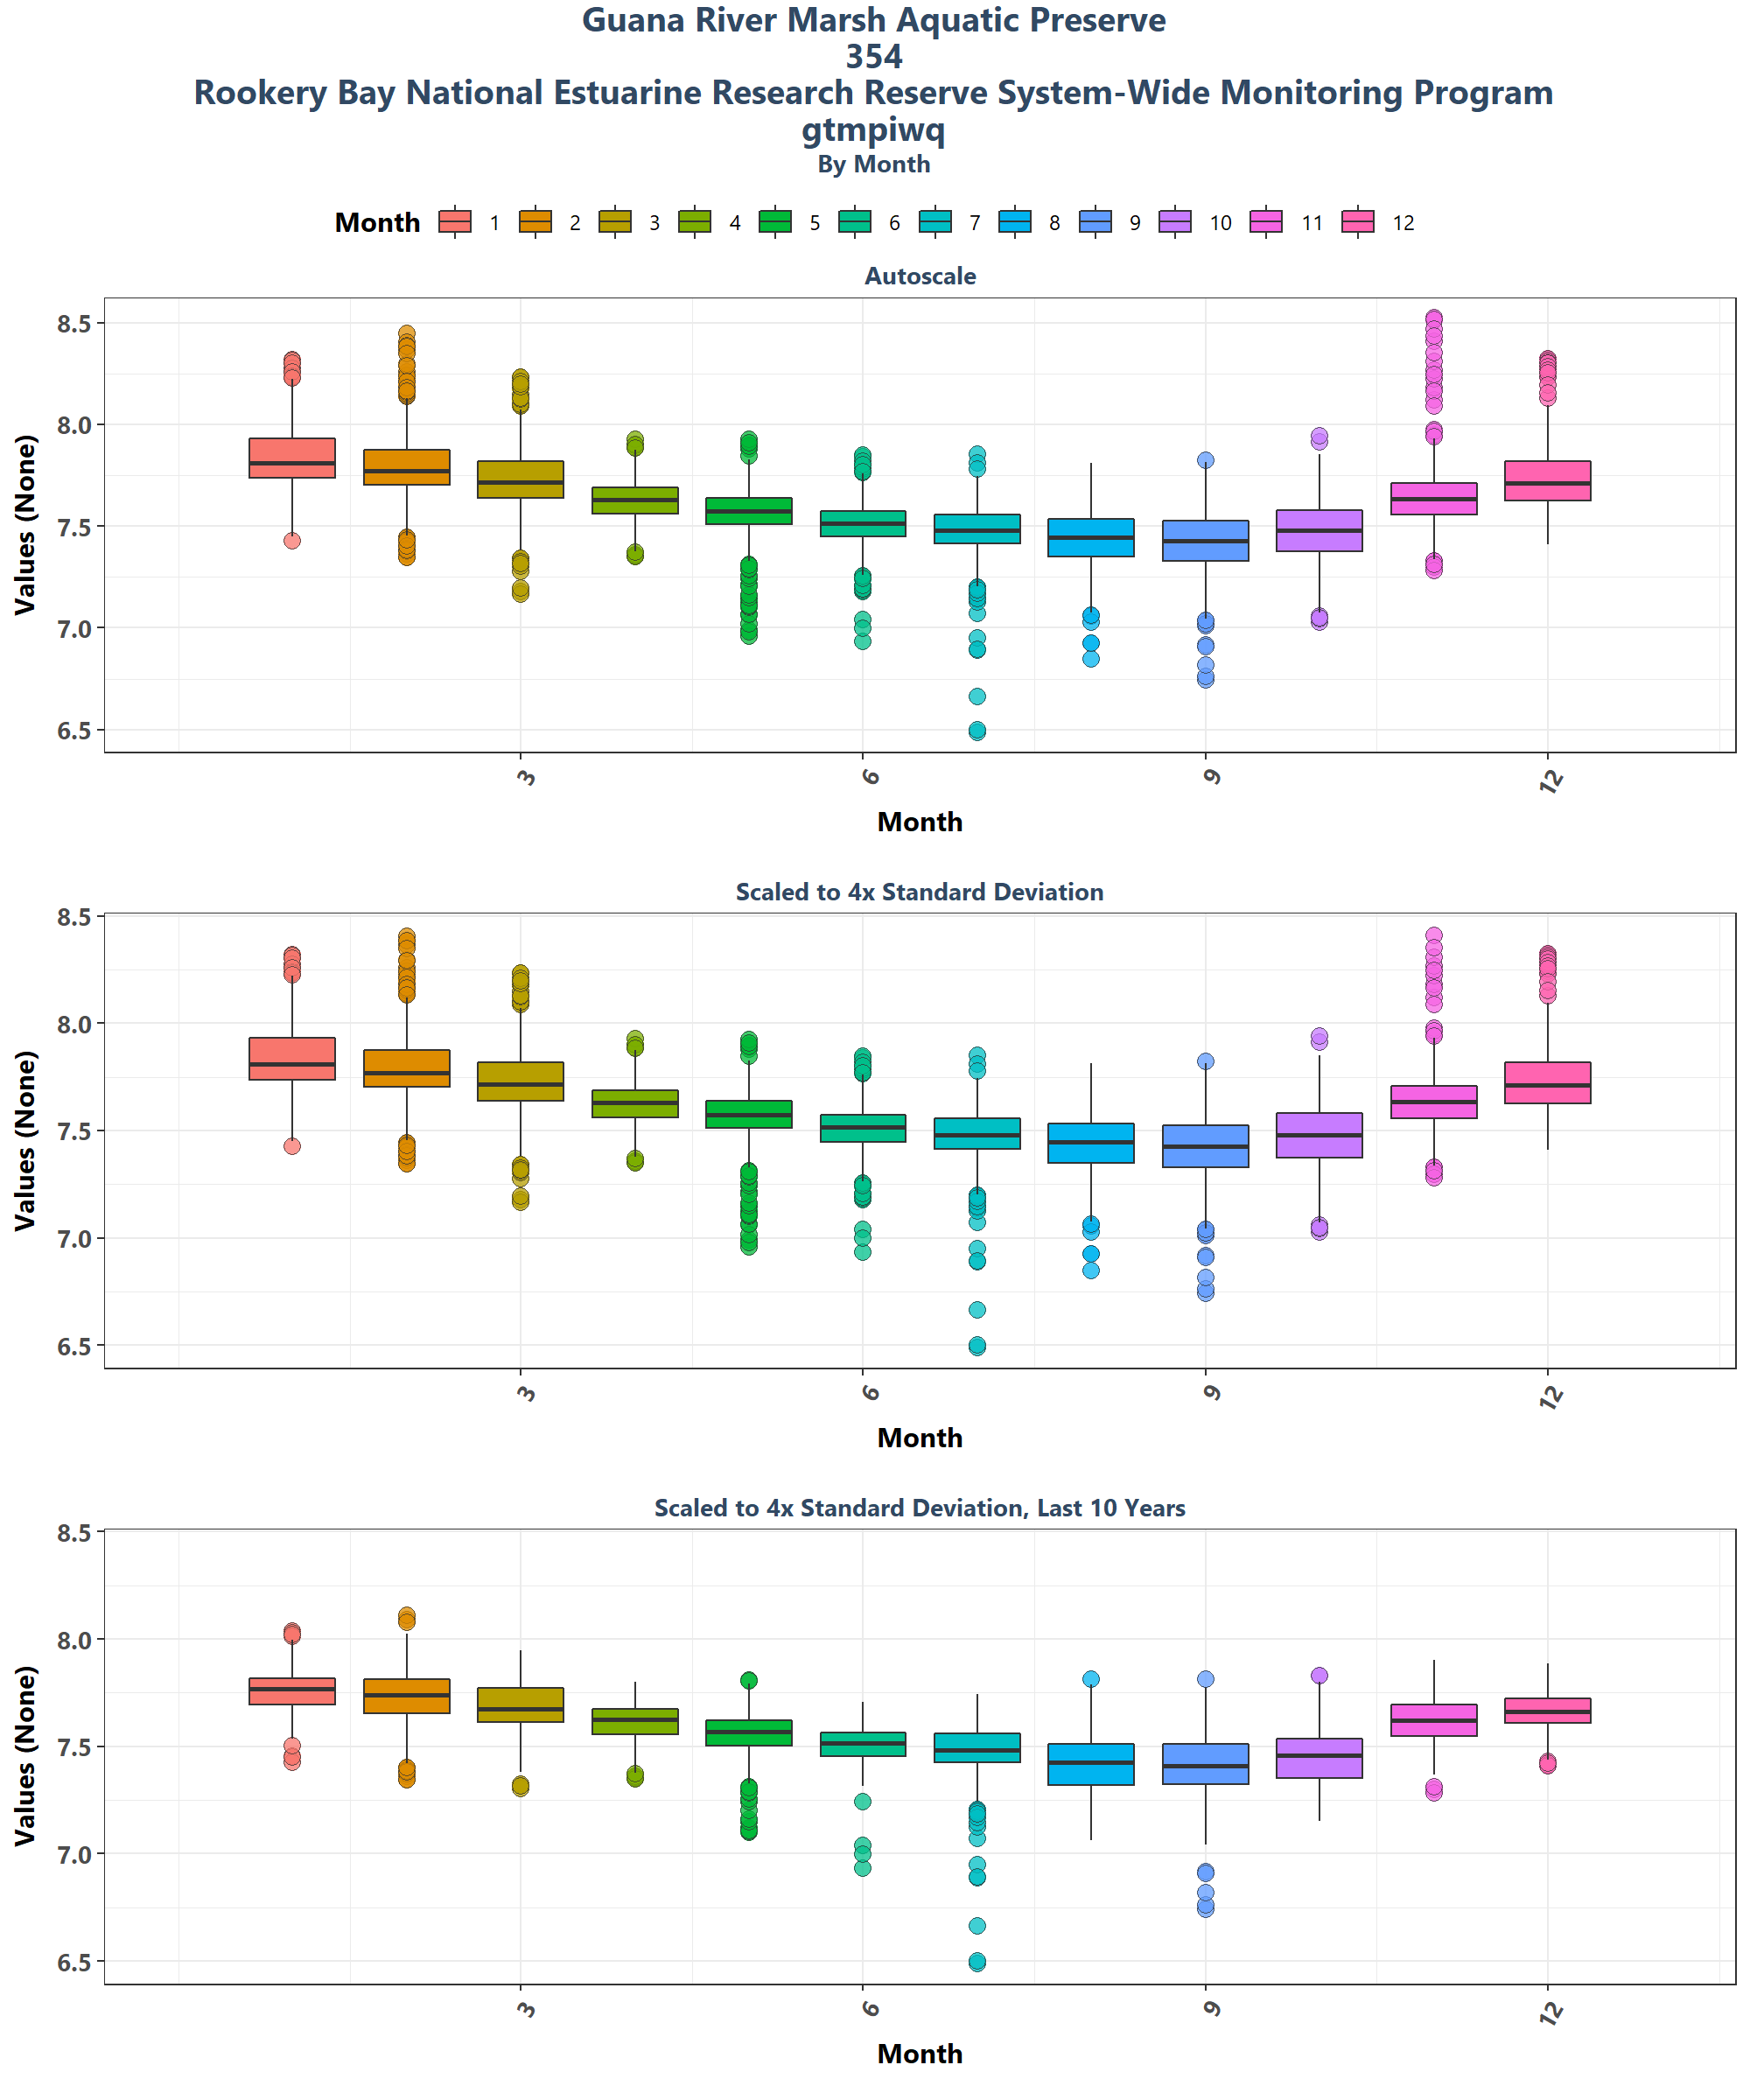 Guana River Marsh Aquatic Preserve
354
Rookery Bay National Estuarine Research Reserve System-Wide Monitoring Program
gtmpiwq
By Month
Month 1 2 3 4 5 6 7 8 9 10 11 12
Autoscale
8.5
8.0
7.5
7.0
6.5
Values (None)
3 6 9 12
Month
Scaled to 4x Standard Deviation
8.5
8.0
7.5
7.0
6.5
Values (None)
3 6 9 12
Month
Scaled to 4x Standard Deviation, Last 10 Years
8.5
8.0
7.5
7.0
6.5
Values (None)
3 6 9 12
Month